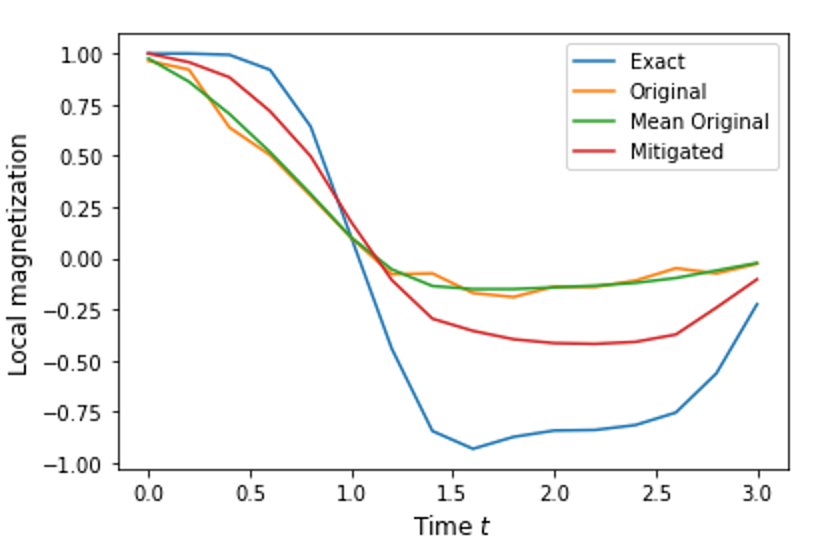 1.00
0.75
0.50
0.25
0.00
−0.25
−0.50
−0.75
−1.00
Local magnetization
Exact
Original
Mean Original
Mitigated
0.0 0.5 1.0 1.5 2.0 2.5 3.0
Time t